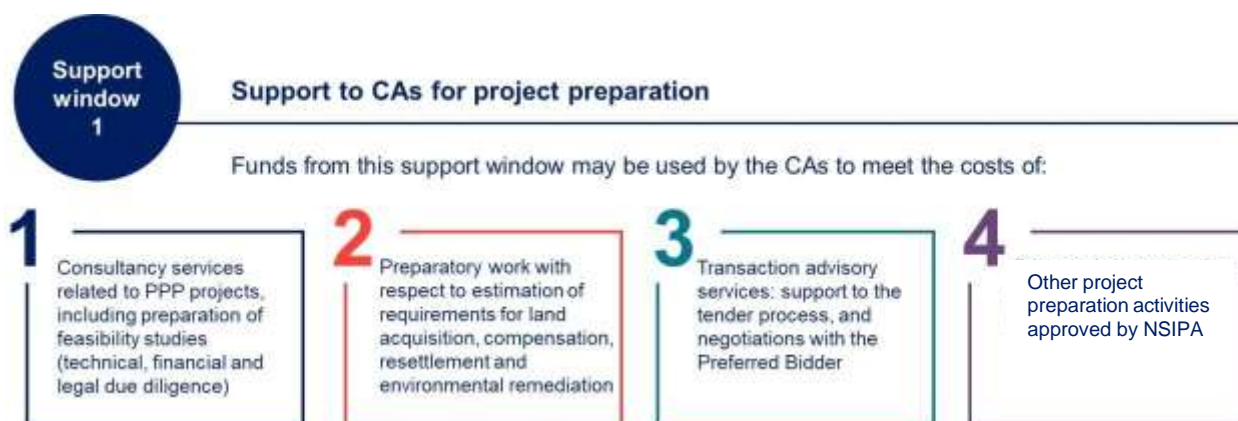 Support
window
1
Support to CAs for project preparation
Funds from this support window may be used by the CAs to meet the costs of:
1
Consultancy services
related to PPP projects,
including preparation of
feasibility studies
(technical, financial and
legal due diligence)
2
Preparatory work with
respect to estimation of
requirements for land
acquisition, compensation,
resettlement and
environmental remediation
3
Transaction advisory
services: support to the
tender process, and
negotiations with the
Preferred Bidder
4
Other project
preparation activities
approved by NSIPA